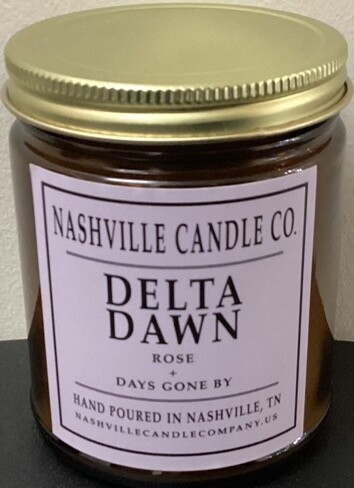 NASHVILLE CANDLE CO.
DELTA
DAWN
ROSE
+
DAYS GONE BY
HAND POURED IN NASHVILLE, TN
NASHVILLECANDLECOMPANY.US